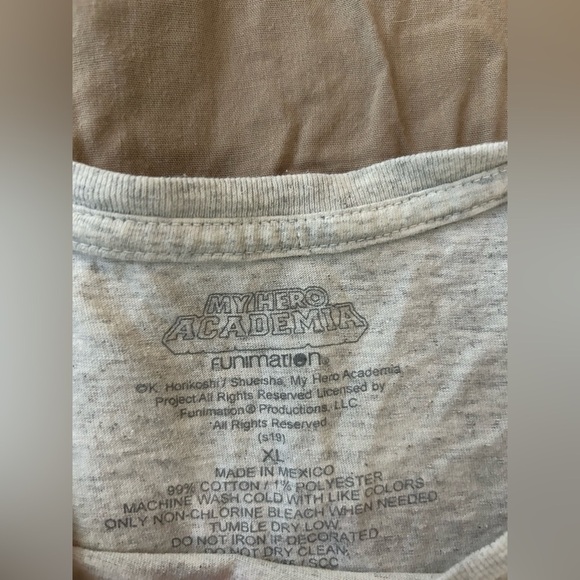 MY HERO
ACADEMIA
FUNIMATION®
©K. Horikoshi / Shueisha, My Hero Academia
Project All Rights Reserved Licensed by
Funimation® Productions, LLC
All Rights Reserved
(s19)
XL
MADE IN MEXICO
99% COTTON / 1% POLYESTER
MACHINE WASH COLD WITH LIKE COLORS
ONLY NON-CHLORINE BLEACH WHEN NEEDED
TUMBLE DRY LOW.
DO NOT IRON IF DECORATED.
DO NOT DRY CLEAN.
/ SCC